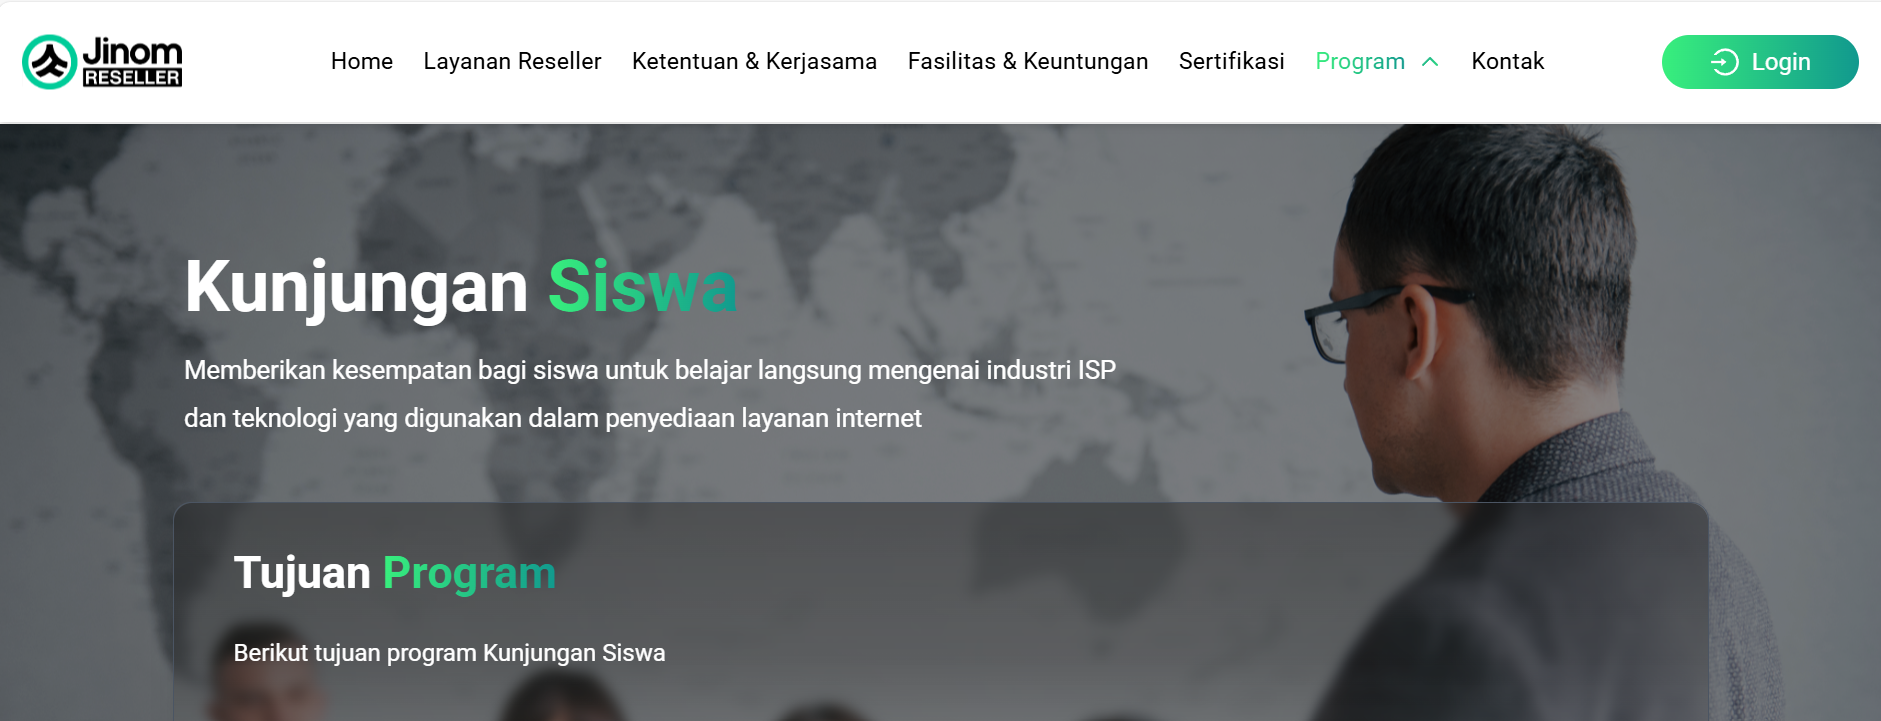 Jinom
RESELLER
Home Layanan Reseller Ketentuan & Kerjasama Fasilitas & Keuntungan Sertifikasi Program Kontak Login
Kunjungan Siswa
Memberikan kesempatan bagi siswa untuk belajar langsung mengenai industri ISP
dan teknologi yang digunakan dalam penyediaan layanan internet
Tujuan Program
Berikut tujuan program Kunjungan Siswa